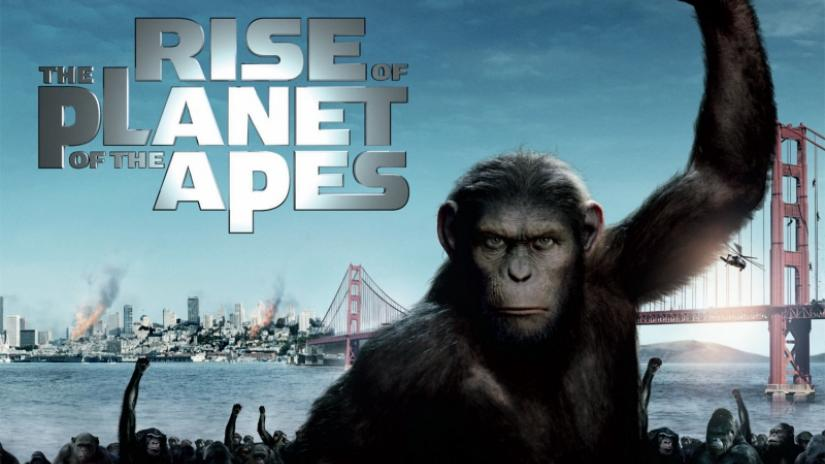 RISE OF
THE PLANET
OF THE APES